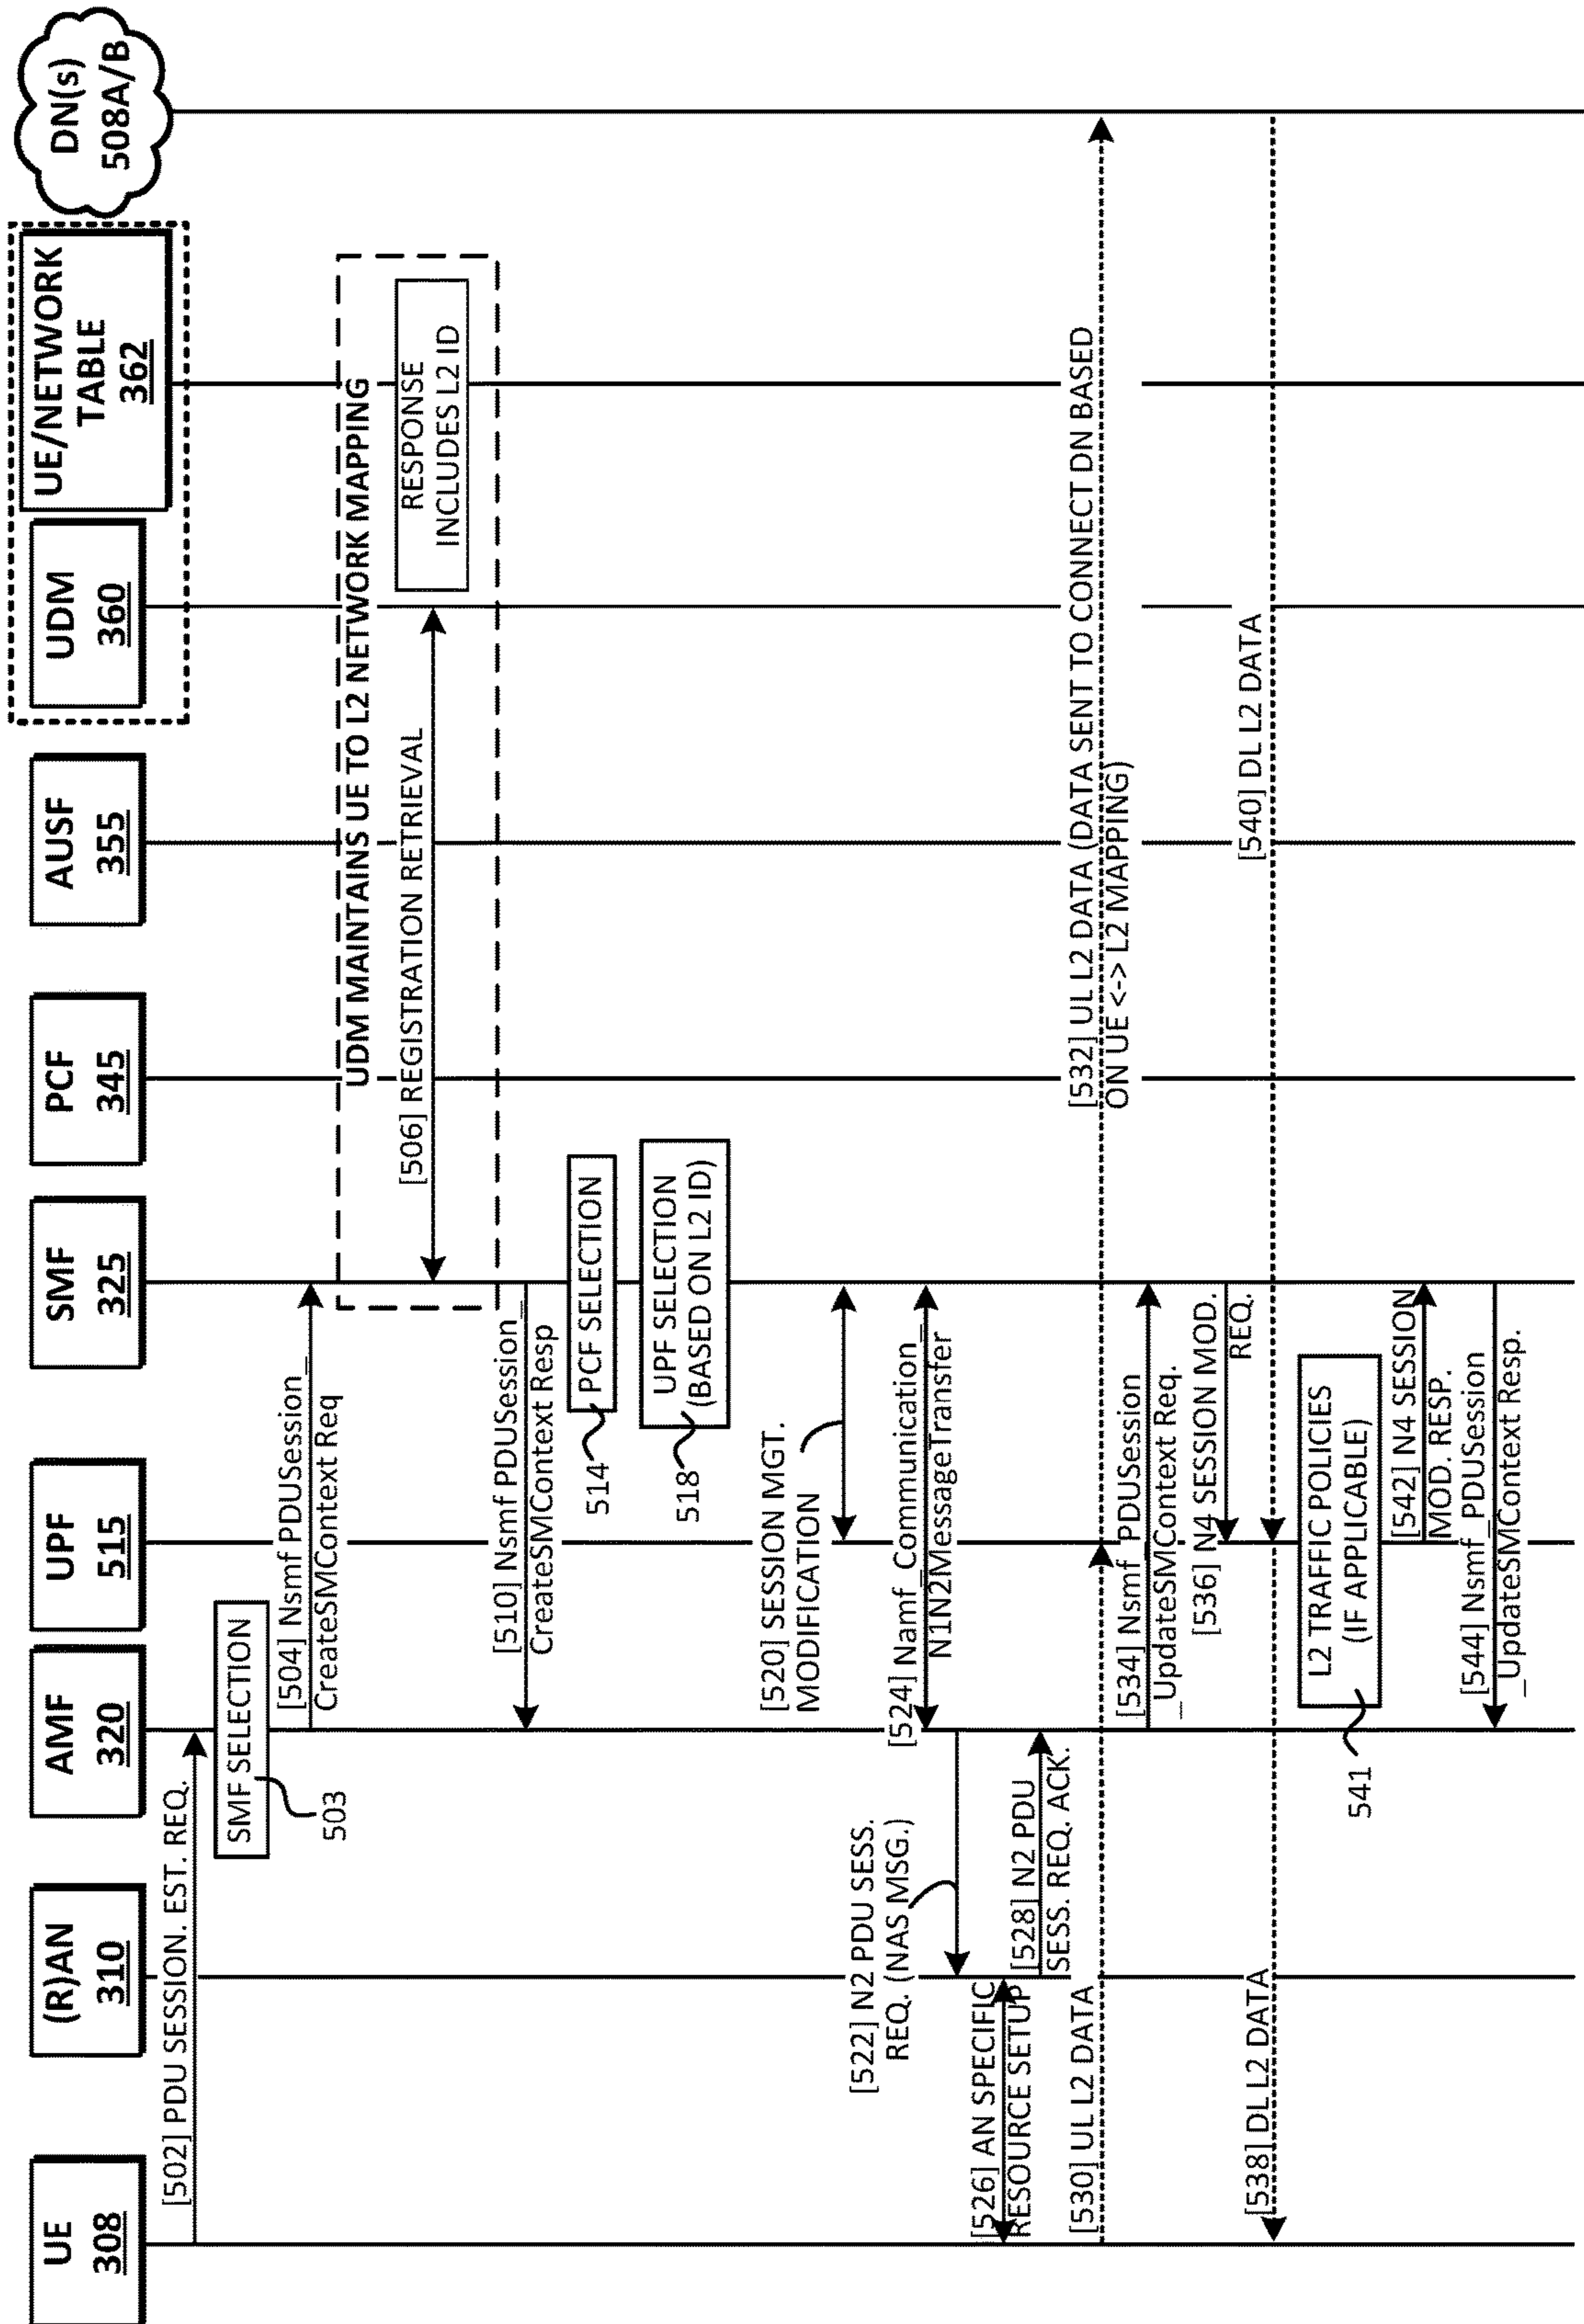 UE
308
(R)AN
310
AMF
320
UPF
515
SMF
325
PCF
345
AUSF
355
UDM
360
UE/NETWORK
TABLE
362
DN(s)
508A/B
[502] PDU SESSION. EST. REQ.
SMF SELECTION
503
[504] Nsmf PDUSession_
CreateSMContext Req
UDM MAINTAINS UE TO L2 NETWORK MAPPING
[506] REGISTRATION RETRIEVAL
RESPONSE
INCLUDES L2 ID
[510] Nsmf PDUSession_
CreateSMContext Resp
PCF SELECTION
514
UPF SELECTION
(BASED ON L2 ID)
518
[520] SESSION MGT.
MODIFICATION
[524] Namf_Communication_
N1N2MessageTransfer
[522] N2 PDU SESS.
REQ. (NAS MSG.)
[526] AN SPECIFIC
RESOURCE SETUP
[528] N2 PDU
SESS. REQ. ACK.
[530] UL L2 DATA
[532] UL L2 DATA (DATA SENT TO CONNECT DN BASED
ON UE <-> L2 MAPPING)
[534] Nsmf_PDUSession
_UpdateSMContext Req.
[536] N4 SESSION MOD.
REQ.
[538] DL L2 DATA
[540] DL L2 DATA
L2 TRAFFIC POLICIES
(IF APPLICABLE)
541
[542] N4 SESSION
MOD. RESP.
[544] Nsmf_PDUSession
_UpdateSMContext Resp.